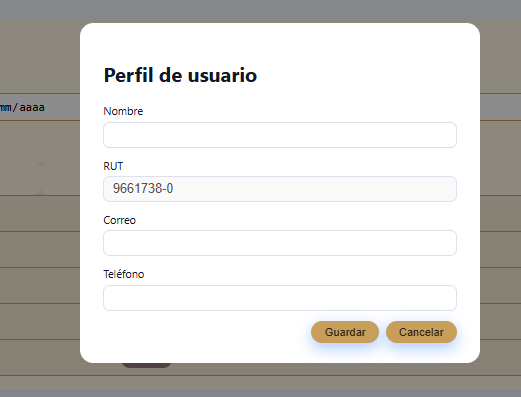 Perfil de usuario
Nombre
mm/aaaa
RUT
9661738-0
Correo
Teléfono
Guardar Cancelar